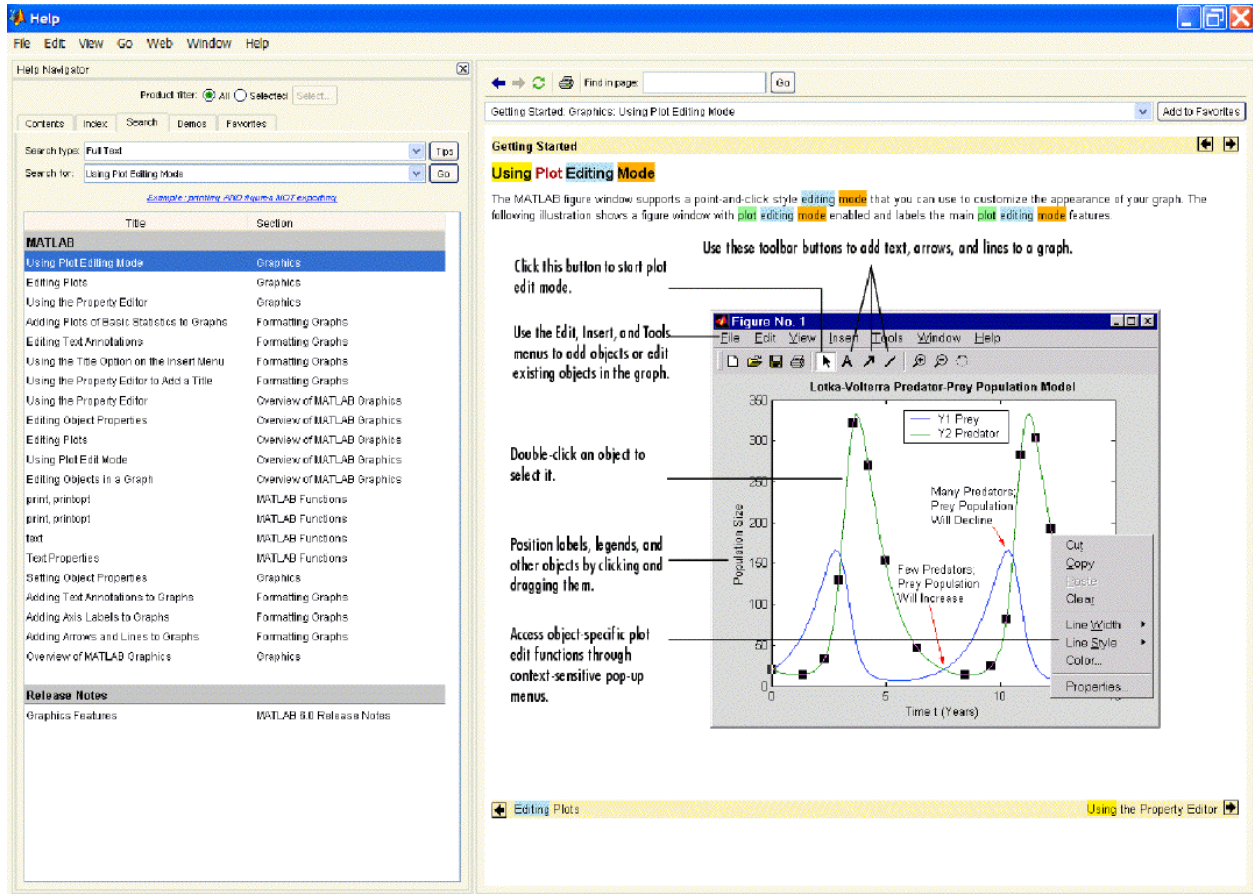 Help
File Edit View Go Web Window Help
Help Navigator
Product filter: All Selected Select...
Contents Index Search Demos Favorites
Search type: Full Text Tips
Search for: Using Plot Editing Mode Go
Example: printing AND figures NOT exporting
Title Section
MATLAB
Using Plot Editing Mode Graphics
Editing Plots Graphics
Using the Property Editor Graphics
Adding Plots of Basic Statistics to Graphs Formatting Graphs
Editing Text Annotations Formatting Graphs
Using the Title Option on the Insert Menu Formatting Graphs
Using the Property Editor to Add a Title Formatting Graphs
Using the Property Editor Overview of MATLAB Graphics
Editing Object Properties Overview of MATLAB Graphics
Editing Plots Overview of MATLAB Graphics
Using Plot Edit Mode Overview of MATLAB Graphics
Editing Objects in a Graph Overview of MATLAB Graphics
print, printopt MATLAB Functions
print, printopt MATLAB Functions
text MATLAB Functions
Text Properties MATLAB Functions
Setting Object Properties Graphics
Adding Text Annotations to Graphs Formatting Graphs
Adding Axis Labels to Graphs Formatting Graphs
Adding Arrows and Lines to Graphs Formatting Graphs
Overview of MATLAB Graphics Graphics
Release Notes
Graphics Features MATLAB 6.0 Release Notes
Find in page: Go
Getting Started: Graphics: Using Plot Editing Mode Add to Favorites
Getting Started
Using Plot Editing Mode
The MATLAB figure window supports a point-and-click style editing mode that you can use to customize the appearance of your graph. The
following illustration shows a figure window with plot editing mode enabled and labels the main plot editing mode features.
Use these toolbar buttons to add text, arrows, and lines to a graph.
Click this button to start plot
edit mode.
Use the Edit, Insert, and Tools
menus to add objects or edit
existing objects in the graph.
Double-click an object to
select it.
Position labels, legends, and
other objects by clicking and
dragging them.
Access object-specific plot
edit functions through
context-sensitive pop-up
menus.
Figure No. 1
File Edit View Insert Tools Window Help
A
Lotka-Volterra Predator-Prey Population Model
Y1 Prey
Y2 Predator
350
300
250
200
150
100
50
0
Population Size
Many Predators;
Prey Population
Will Decline
Few Predators;
Prey Population
Will Increase
Cut
Copy
Paste
Clear
Line Width
Line Style
Color...
Properties...
0 5 10
Time t (Years)
Editing Plots
Using the Property Editor